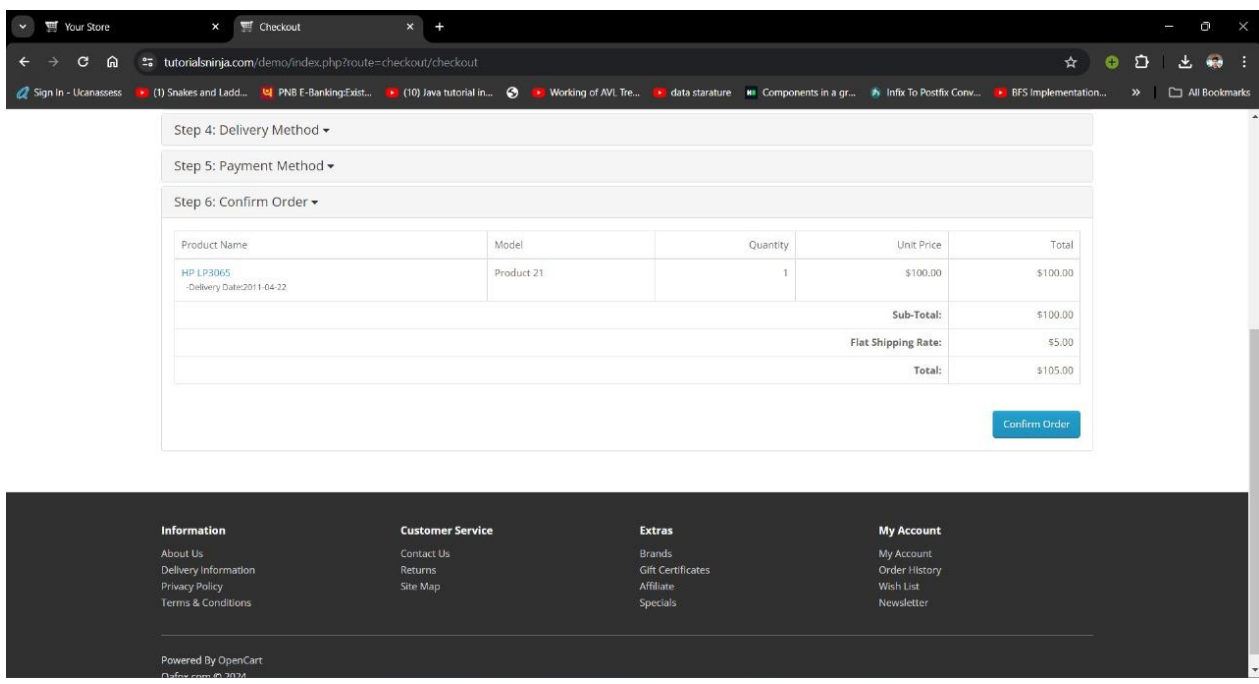 Your Store
Checkout
tutorialsninja.com/demo/index.php?route=checkout/checkout
Sign In - Ucanassess (1) Snakes and Ladd... PNB E-Banking:Exist... (10) Java tutorial in... Working of AVL Tre... data starature Components in a gr... Infix To Postfix Conv... BFS Implementation... » All Bookmarks
Step 4: Delivery Method
Step 5: Payment Method
Step 6: Confirm Order
Product Name Model Quantity Unit Price Total
HP LP3065 Product 21 1 $100.00 $100.00
-Delivery Date:2011-04-22
Sub-Total: $100.00
Flat Shipping Rate: $5.00
Total: $105.00
Confirm Order
Information Customer Service Extras My Account
About Us Contact Us Brands My Account
Delivery Information Returns Gift Certificates Order History
Privacy Policy Site Map Affiliate Wish List
Terms & Conditions Specials Newsletter
Powered By OpenCart
Qafox.com © 2024